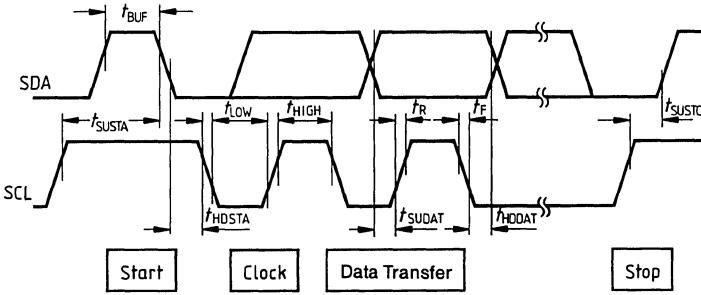 tBUF
SDA
tSUSTA
tLOW
tHIGH
tR
tF
tSUSTO
SCL
tHDSTA
tSUDAT
tHDDAT
Start
Clock
Data Transfer
Stop